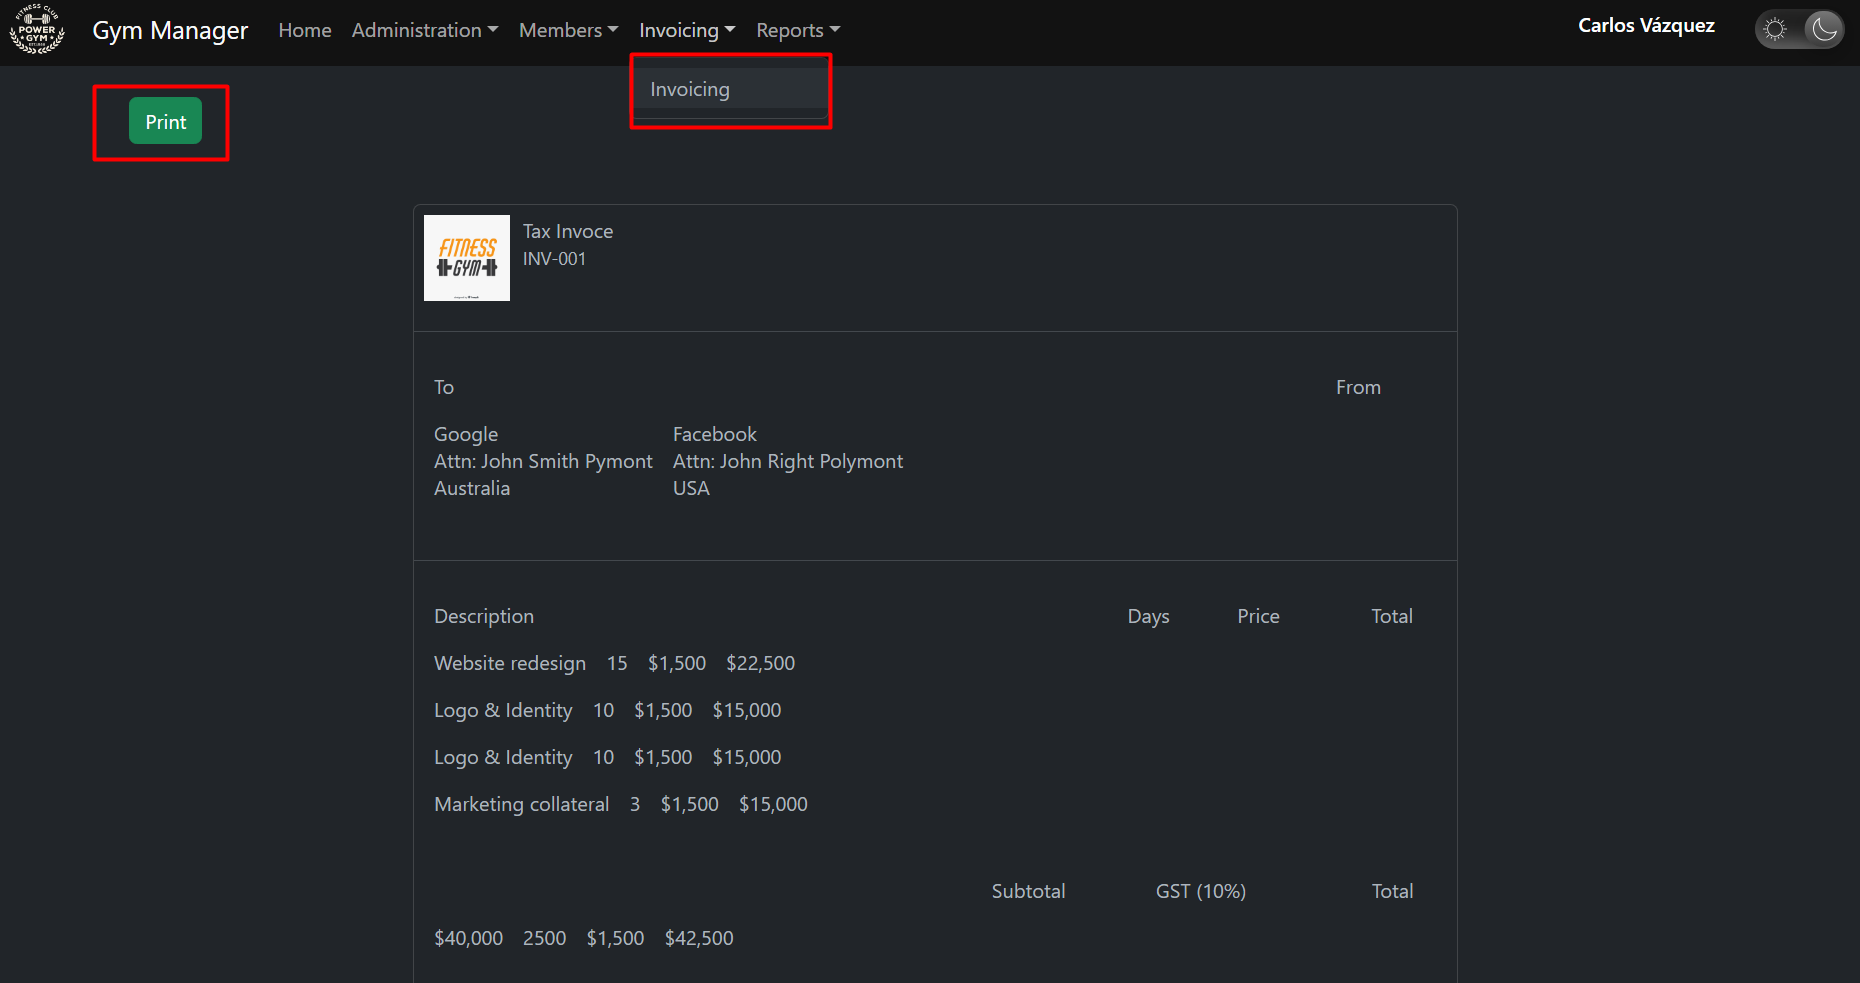 FITNESS CLUB
POWER
GYM
Gym Manager Home Administration Members Invoicing Reports Carlos Vázquez
Invoicing
Print
FITNESS
GYM
Tax Invoce
INV-001
To From
Google Facebook
Attn: John Smith Pymont Attn: John Right Polymont
Australia USA
Description Days Price Total
Website redesign 15 $1,500 $22,500
Logo & Identity 10 $1,500 $15,000
Logo & Identity 10 $1,500 $15,000
Marketing collateral 3 $1,500 $15,000
Subtotal GST (10%) Total
$40,000 2500 $1,500 $42,500